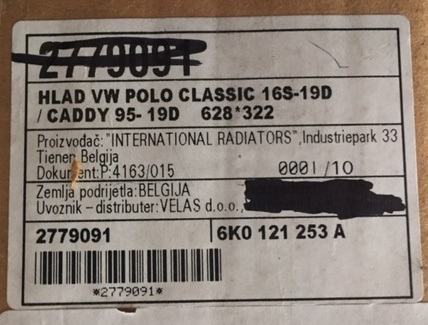 2779091
HLAD VW POLO CLASSIC 16S-19D
/ CADDY 95- 19D 628*322
Proizvođač: "INTERNATIONAL RADIATORS", Industriepark 33
Tienen, Belgija
Dokument:P:4163/015 0001/10
Zemlja podrijetla: BELGIJA
Uvoznik – distributer: VELAS d.o.o.,
2779091 6K0 121 253 A
*2779091*